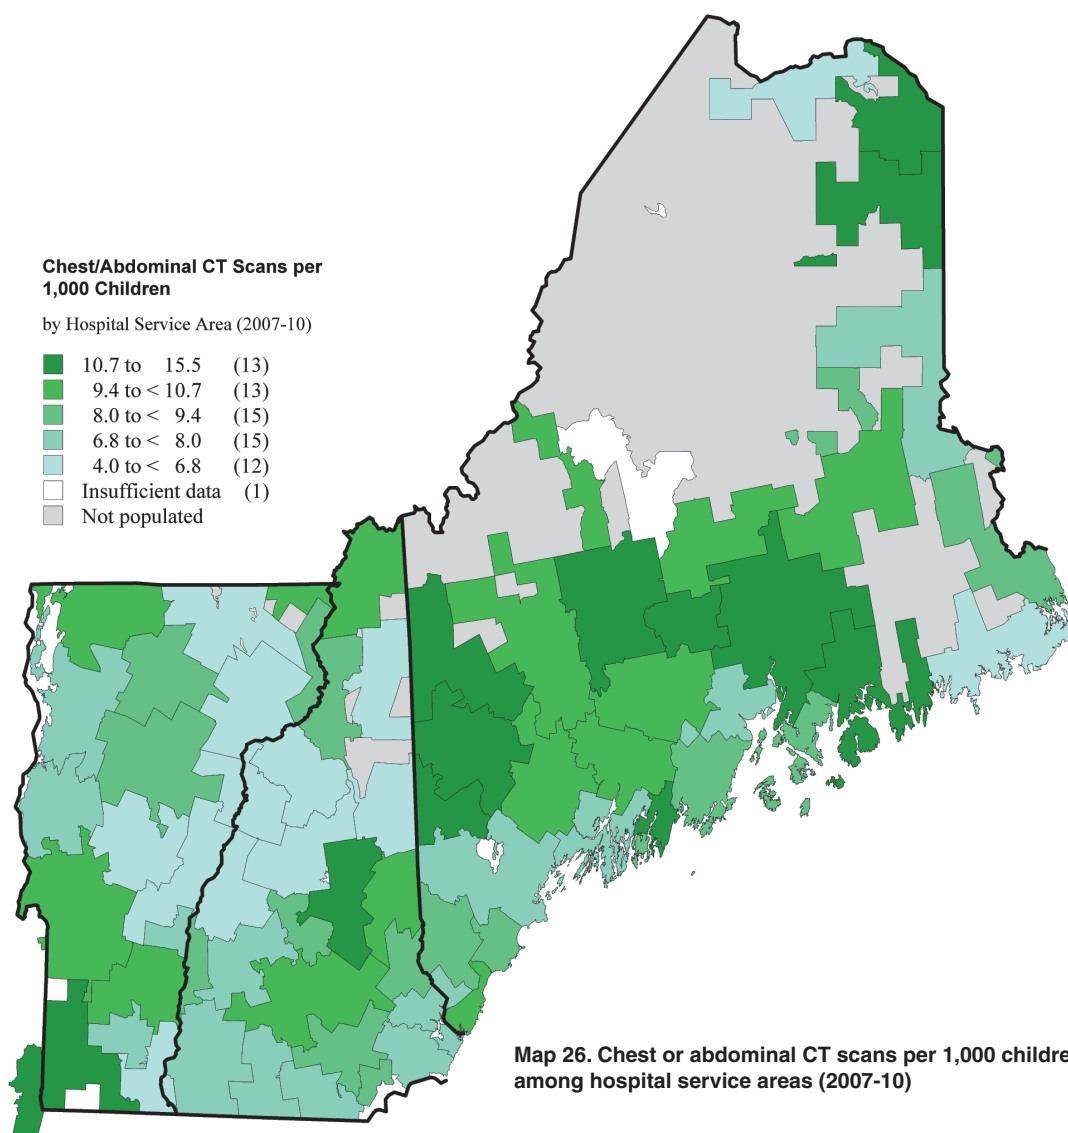 Chest/Abdominal CT Scans per
1,000 Children
by Hospital Service Area (2007-10)
10.7 to 15.5 (13)
9.4 to < 10.7 (13)
8.0 to < 9.4 (15)
6.8 to < 8.0 (15)
4.0 to < 6.8 (12)
Insufficient data (1)
Not populated
Map 26. Chest or abdominal CT scans per 1,000 childre
among hospital service areas (2007-10)